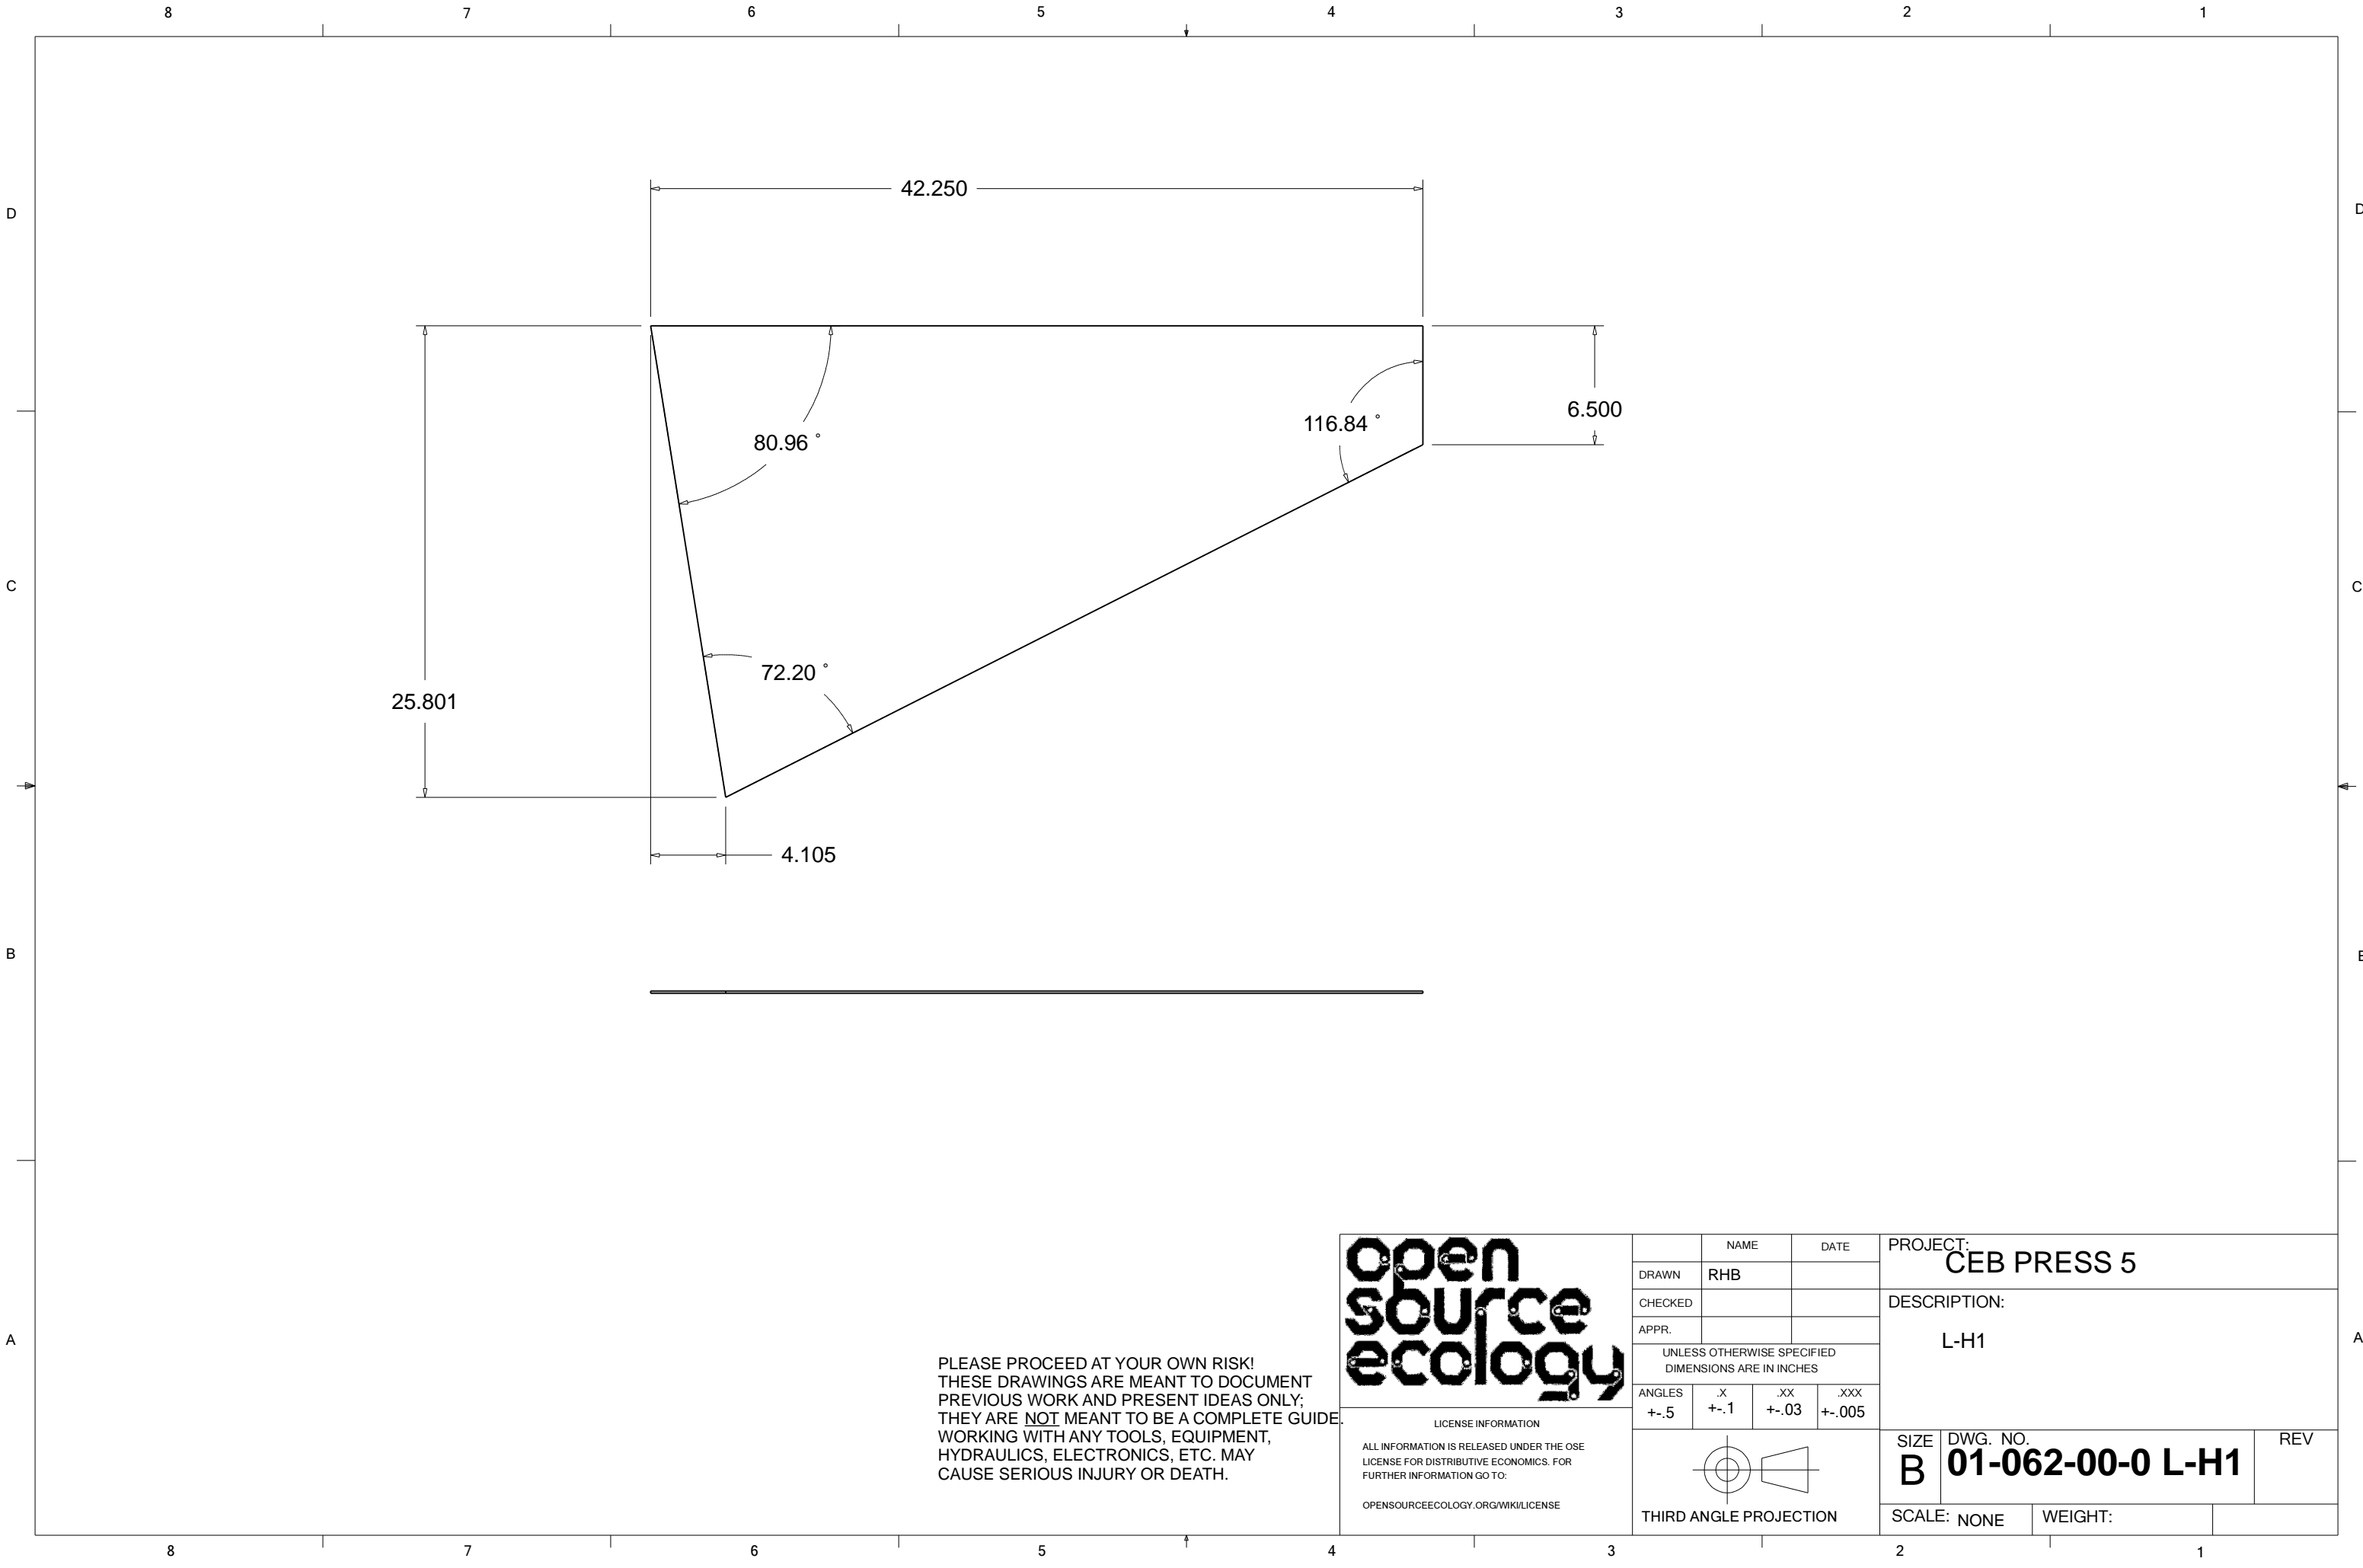 8 7 6 5 4 3 2 1
D D
C C
B B
A A
42.250
80.96 °
116.84 °
6.500
72.20 °
25.801
4.105
PLEASE PROCEED AT YOUR OWN RISK!
THESE DRAWINGS ARE MEANT TO DOCUMENT
PREVIOUS WORK AND PRESENT IDEAS ONLY;
THEY ARE NOT MEANT TO BE A COMPLETE GUIDE.
WORKING WITH ANY TOOLS, EQUIPMENT,
HYDRAULICS, ELECTRONICS, ETC. MAY
CAUSE SERIOUS INJURY OR DEATH.
open
source
ecology
LICENSE INFORMATION
ALL INFORMATION IS RELEASED UNDER THE OSE
LICENSE FOR DISTRIBUTIVE ECONOMICS. FOR
FURTHER INFORMATION GO TO:
OPENSOURCEECOLOGY.ORG/WIKI/LICENSE
NAME DATE
DRAWN RHB
CHECKED
APPR.
UNLESS OTHERWISE SPECIFIED
DIMENSIONS ARE IN INCHES
ANGLES .X .XX .XXX
+-.5 +-.1 +-.03 +-.005
THIRD ANGLE PROJECTION
PROJECT:
CEB PRESS 5
DESCRIPTION:
L-H1
SIZE DWG. NO. REV
B 01-062-00-0 L-H1
SCALE: NONE WEIGHT:
8 7 6 5 4 3 2 1